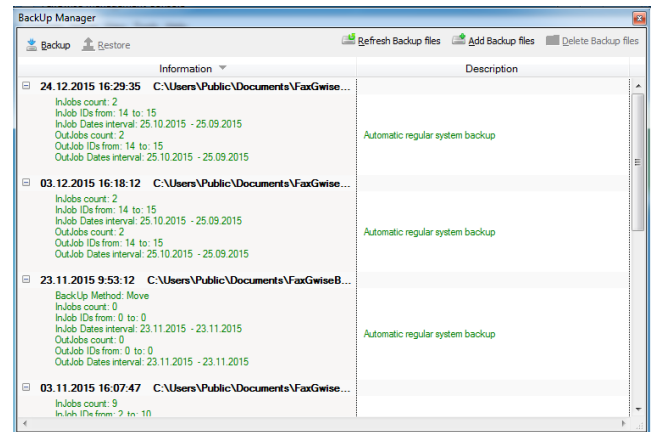 BackUp Manager
Backup
Restore
Refresh Backup files
Add Backup files
Delete Backup files
Information
Description
24.12.2015 16:29:35 C:\Users\Public\Documents\FaxGwise...
InJobs count: 2
InJob IDs from: 14 to: 15
InJob Dates interval: 25.10.2015 - 25.09.2015
OutJobs count: 2
OutJob IDs from: 14 to: 15
OutJob Dates interval: 25.10.2015 - 25.09.2015
Automatic regular system backup
03.12.2015 16:18:12 C:\Users\Public\Documents\FaxGwise...
InJobs count: 2
InJob IDs from: 14 to: 15
InJob Dates interval: 25.10.2015 - 25.09.2015
OutJobs count: 2
OutJob IDs from: 14 to: 15
OutJob Dates interval: 25.10.2015 - 25.09.2015
Automatic regular system backup
23.11.2015 9:53:12 C:\Users\Public\Documents\FaxGwiseB...
BackUp Method: Move
InJobs count: 0
InJob IDs from: 0 to: 0
InJob Dates interval: 23.11.2015 - 23.11.2015
OutJobs count: 0
OutJob IDs from: 0 to: 0
OutJob Dates interval: 23.11.2015 - 23.11.2015
Automatic regular system backup
03.11.2015 16:07:47 C:\Users\Public\Documents\FaxGwise...
InJobs count: 9
InJob IDs from: 2 to: 10